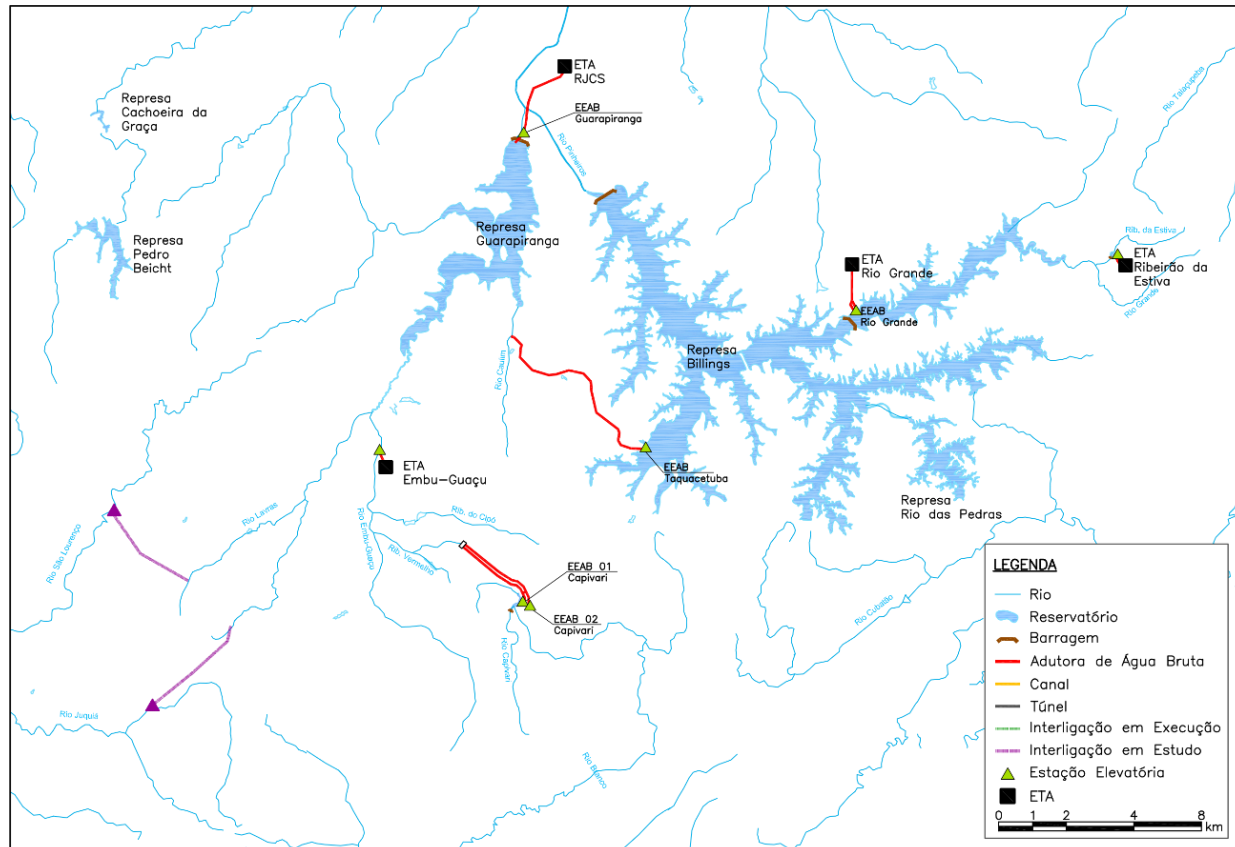 ETA
RJCS
EEAB
Guarapiranga
Represa
Cachoeira da
Graça
Rio Taiaçupeba
Rio Pinheiros
Represa
Guarapiranga
Represa
Pedro
Beicht
Rib. da Estiva
ETA
Ribeirão da
Estiva
Rio Grande
ETA
Rio Grande
EEAB
Rio Grande
Represa
Billings
EEAB
Taquacetuba
ETA
Embu-Guaçu
Represa
Rio das Pedras
Rio Lavras
Rio São Lourenço
Rio Embu-Guaçu
Rib. do Cipó
Rib. Vermelho
EEAB 01
Capivari
EEAB 02
Capivari
Rio Capivari
Rio Cubatão
Rio Juquiá
Rio Branco
LEGENDA
Rio
Reservatório
Barragem
Adutora de Água Bruta
Canal
Túnel
Interligação em Execução
Interligação em Estudo
Estação Elevatória
ETA
0 2 4 8
km